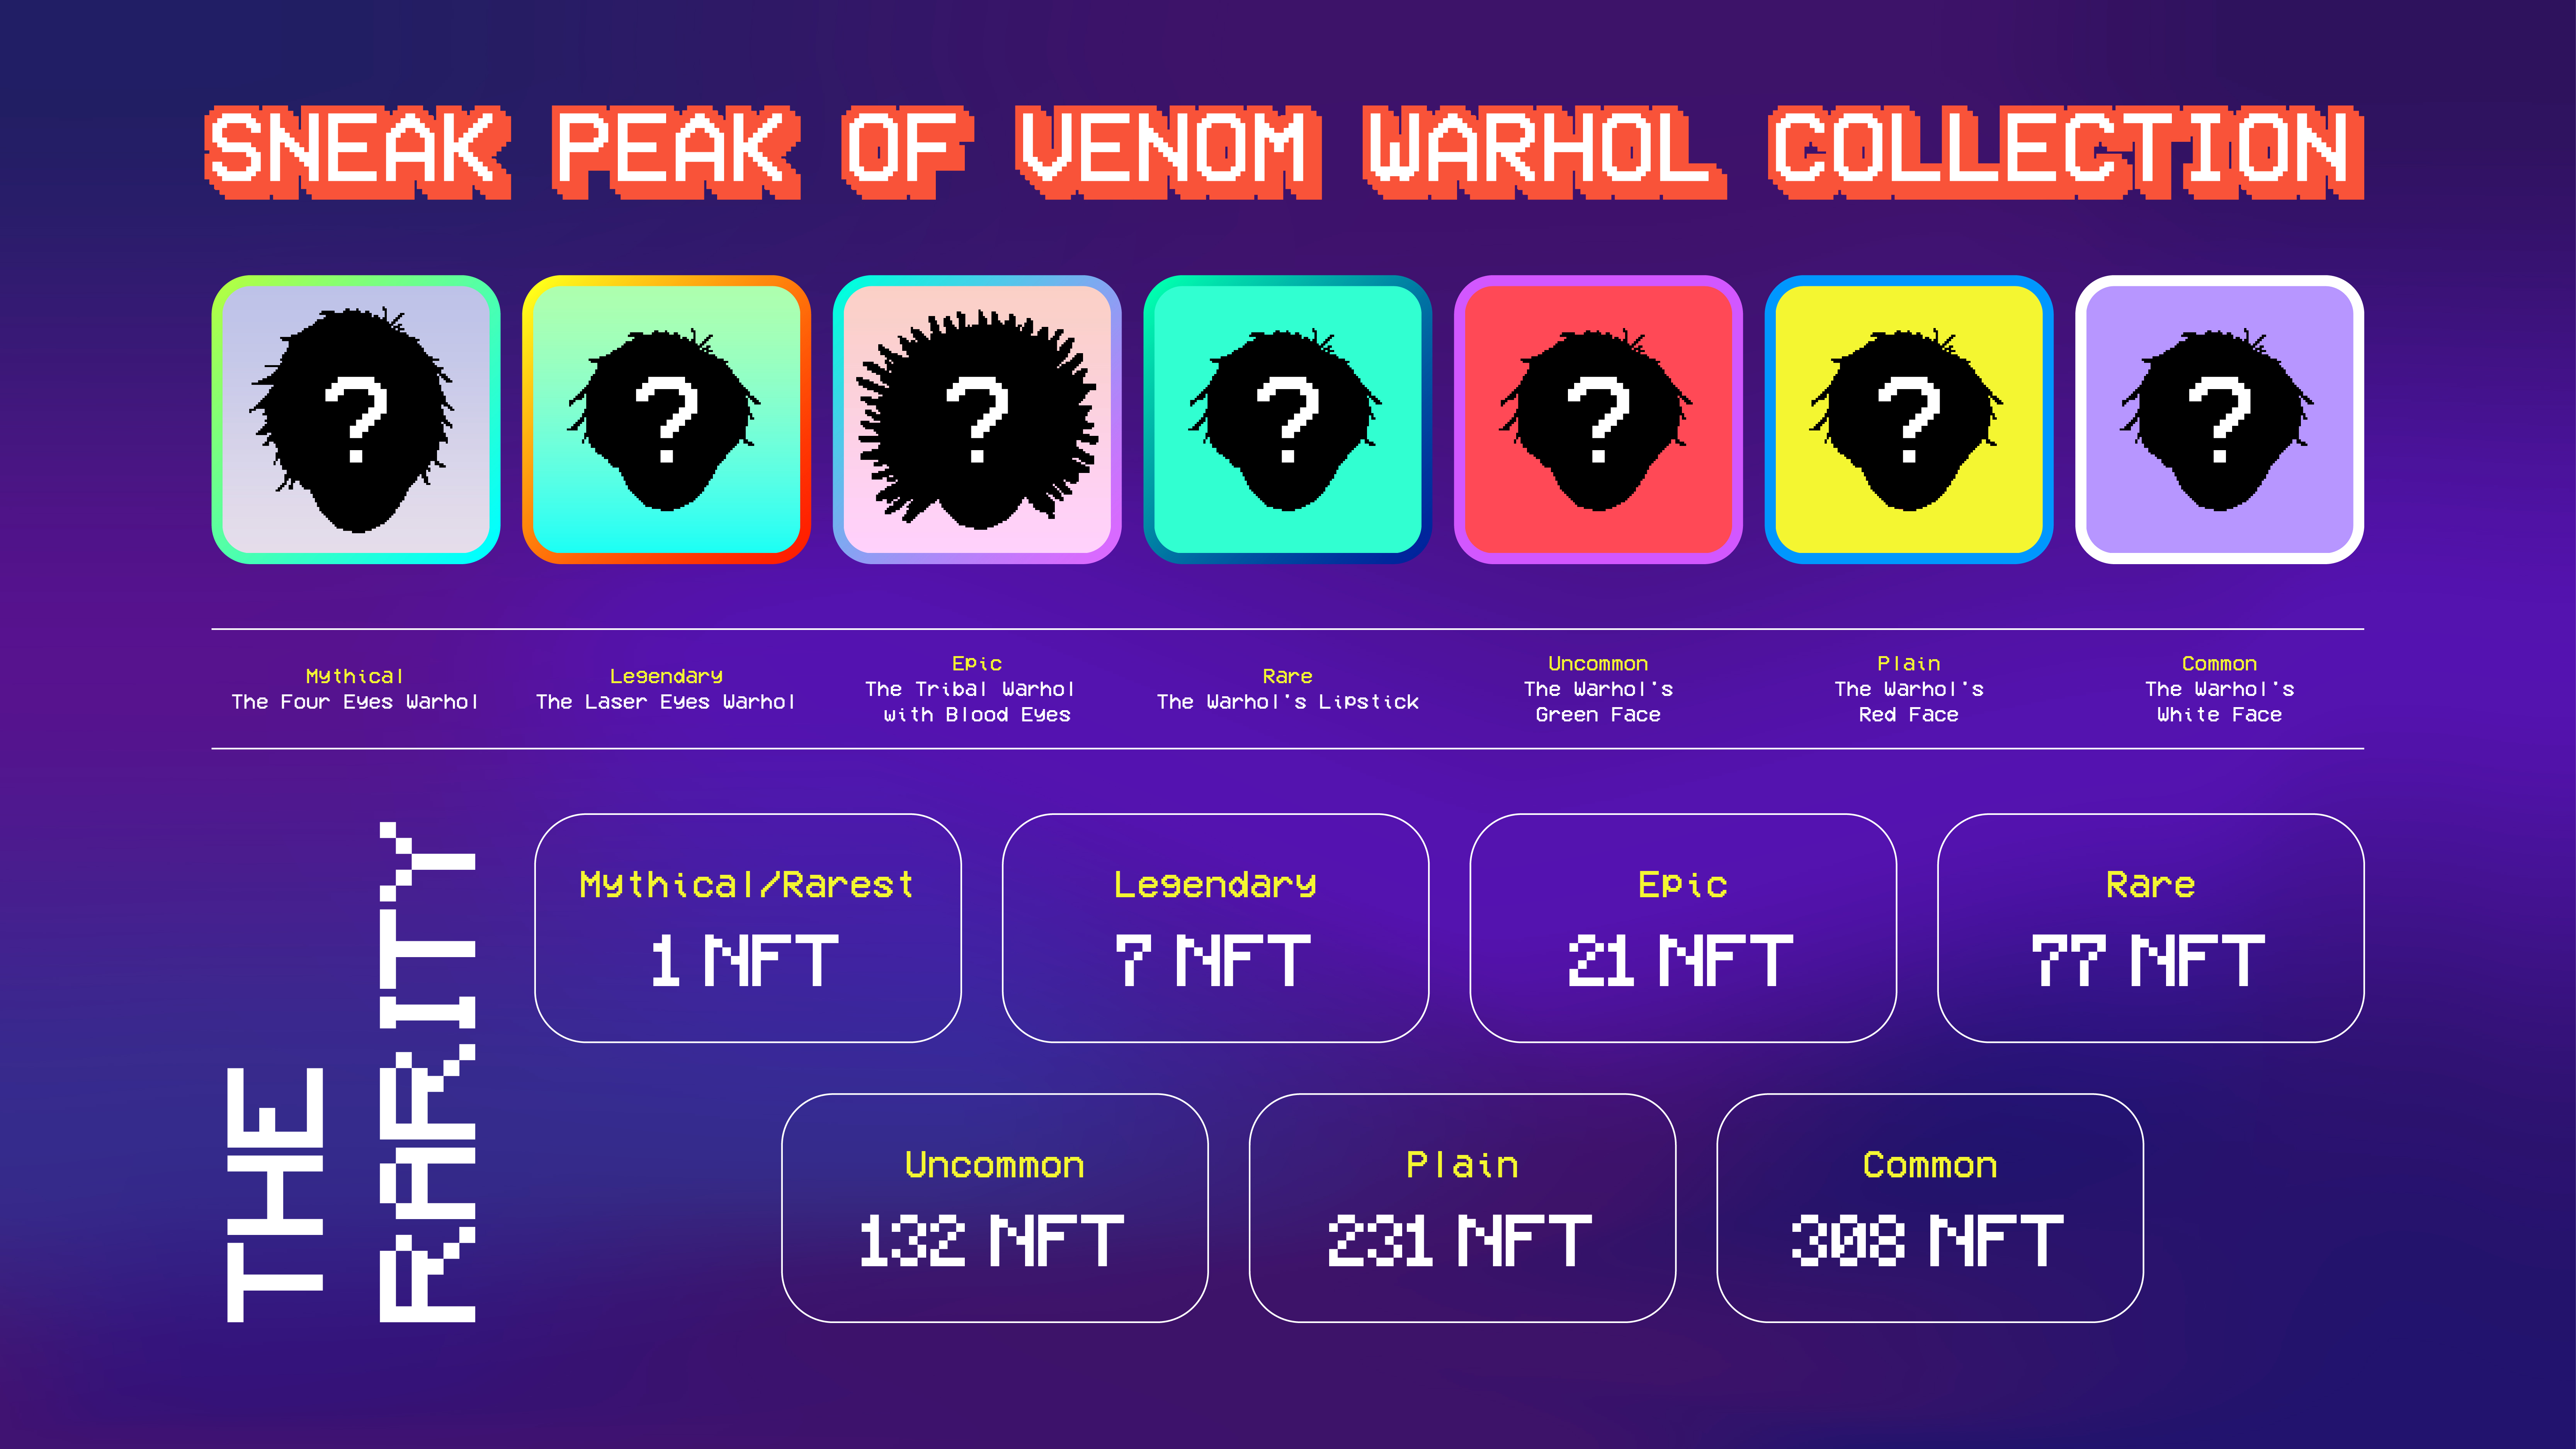 SNEAK PEAK OF VENOM WARHOL COLLECTION
?
?
?
?
?
?
?
Mythical
The Four Eyes Warhol
Legendary
The Laser Eyes Warhol
Epic
The Tribal Warhol
with Blood Eyes
Rare
The Warhol's Lipstick
Uncommon
The Warhol's
Green Face
Plain
The Warhol's
Red Face
Common
The Warhol's
White Face
THE
RARITY
Mythical/Rarest
1 NFT
Legendary
7 NFT
Epic
21 NFT
Rare
77 NFT
Uncommon
132 NFT
Plain
231 NFT
Common
308 NFT